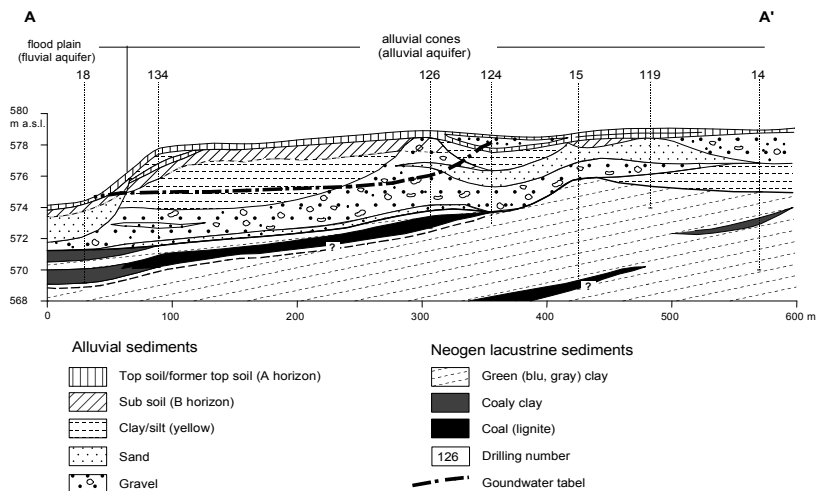 A
A'
flood plain
(fluvial aquifer)
alluvial cones
(alluvial aquifer)
18
134
126
124
15
119
14
580
m a.s.l.
578
576
574
572
570
568
?
?
0
100
200
300
400
500
600 m
Alluvial sediments
Top soil/former top soil (A horizon)
Sub soil (B horizon)
Clay/silt (yellow)
Sand
Gravel
Neogen lacustrine sediments
Green (blu, gray) clay
Coaly clay
Coal (lignite)
126 Drilling number
Goundwater tabel